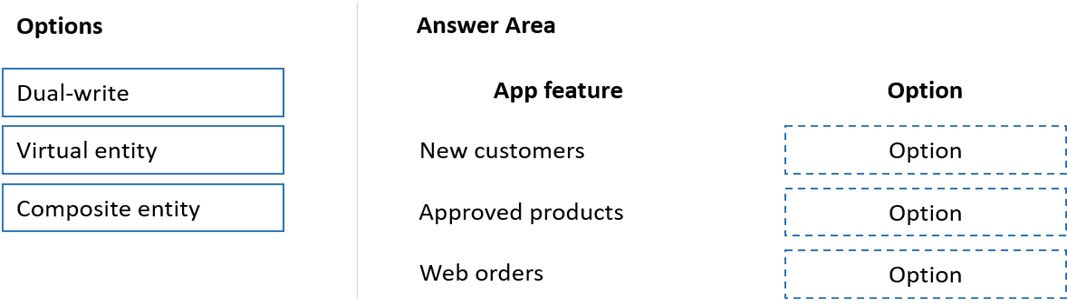 Options
Dual-write
Virtual entity
Composite entity
Answer Area
App feature Option
New customers Option
Approved products Option
Web orders Option